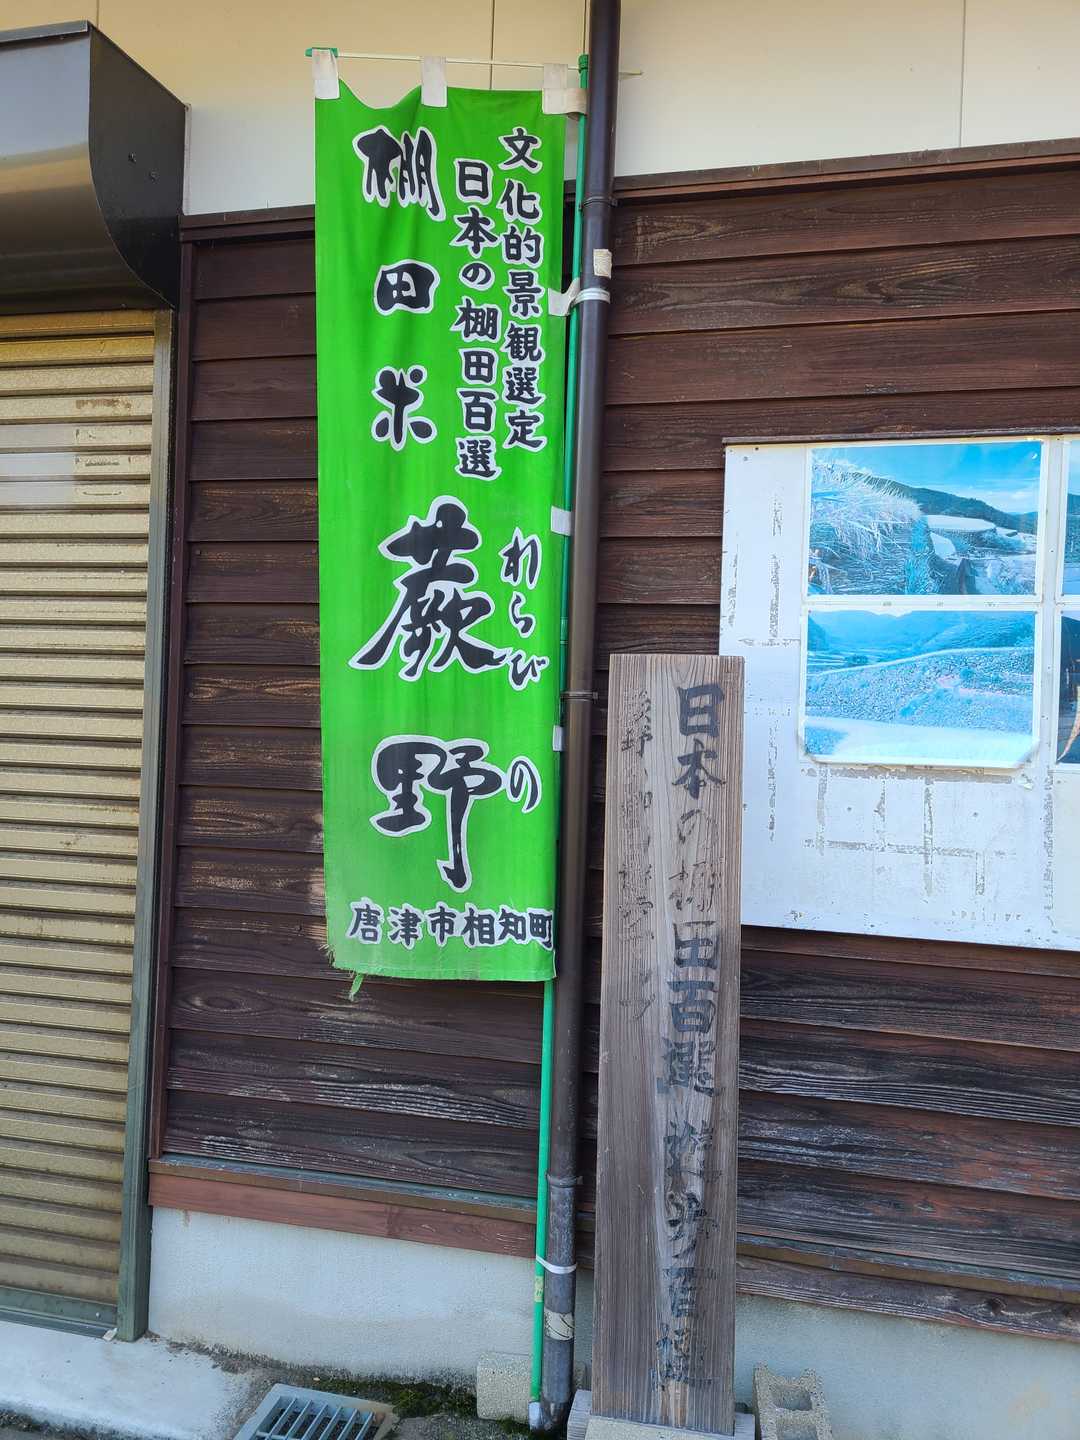 文化的景観選定
日本の棚田百選
棚田米
わらびの
蕨野
唐津市相知町
日本の棚田百選